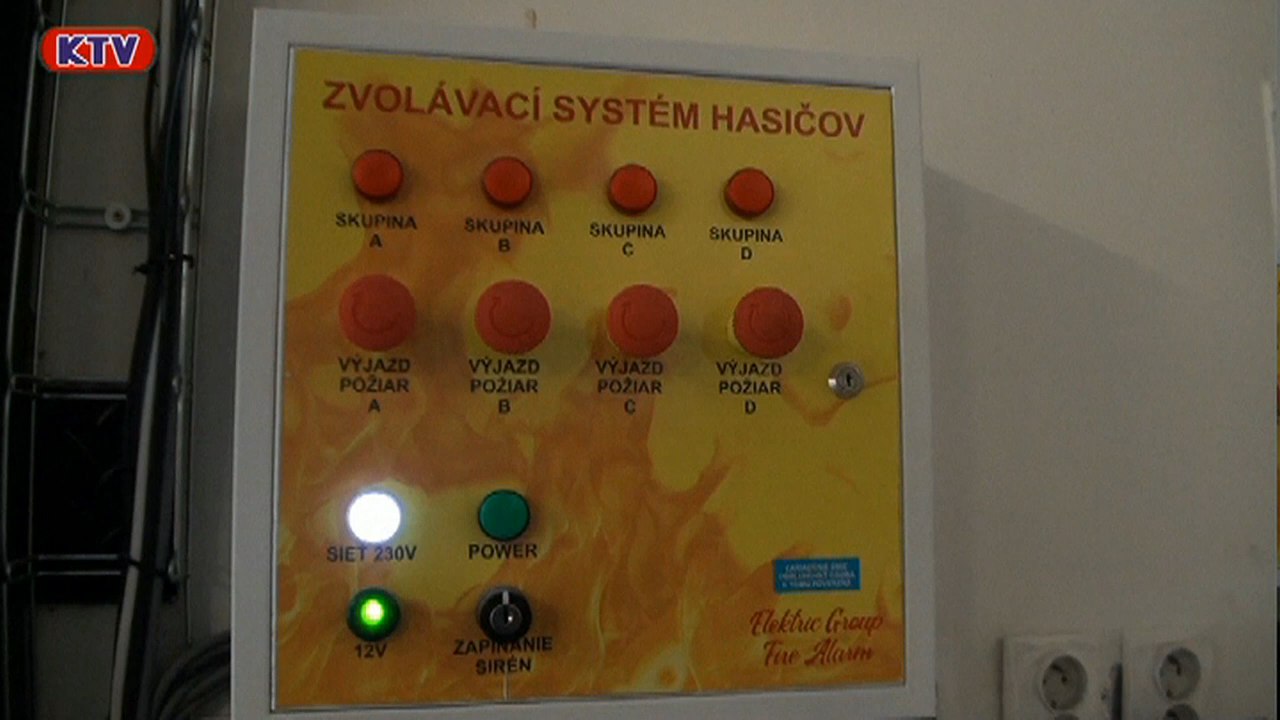 KTV
ZVOLÁVACÍ SYSTÉM HASIČOV
SKUPINA
A
SKUPINA
B
SKUPINA
C
SKUPINA
D
VÝJAZD
POŽIAR
A
VÝJAZD
POŽIAR
B
VÝJAZD
POŽIAR
C
VÝJAZD
POŽIAR
D
SIEŤ 230V
POWER
12V
ZAPÍNANIE
SIRÉN
Elektric Group
Fire Alarm